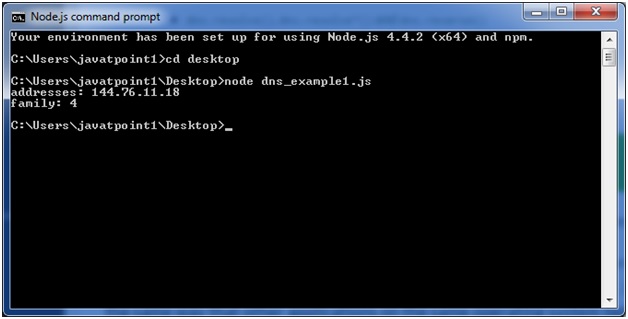 Node.js command prompt
Your environment has been set up for using Node.js 4.4.2 (x64) and npm.
C:\Users\javatpoint1>cd desktop
C:\Users\javatpoint1\Desktop>node dns_example1.js
addresses: 144.76.11.18
family: 4
C:\Users\javatpoint1\Desktop>_